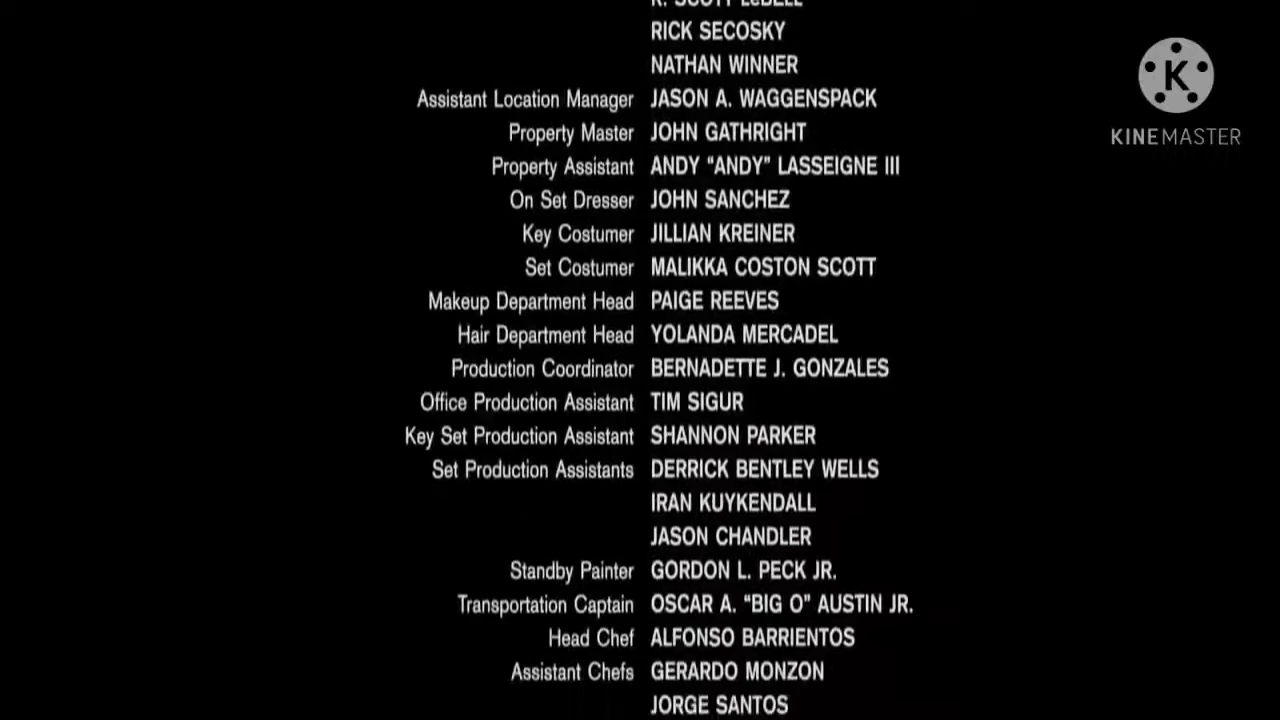 R. SCOTT LeBELL
RICK SECOSKY
NATHAN WINNER
Assistant Location Manager JASON A. WAGGENSPACK
Property Master JOHN GATHRIGHT
Property Assistant ANDY “ANDY” LASSEIGNE III
On Set Dresser JOHN SANCHEZ
Key Costumer JILLIAN KREINER
Set Costumer MALIKKA COSTON SCOTT
Makeup Department Head PAIGE REEVES
Hair Department Head YOLANDA MERCADEL
Production Coordinator BERNADETTE J. GONZALES
Office Production Assistant TIM SIGUR
Key Set Production Assistant SHANNON PARKER
Set Production Assistants DERRICK BENTLEY WELLS
IRAN KUYKENDALL
JASON CHANDLER
Standby Painter GORDON L. PECK JR.
Transportation Captain OSCAR A. “BIG O” AUSTIN JR.
Head Chef ALFONSO BARRIENTOS
Assistant Chefs GERARDO MONZON
JORGE SANTOS
K
KINEMASTER